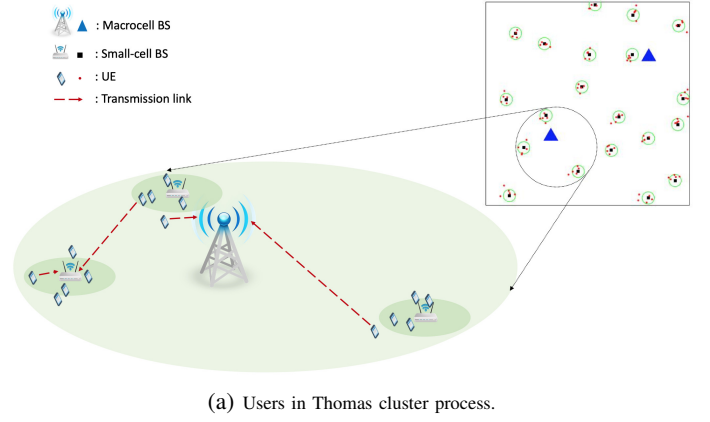 : Macrocell BS
: Small-cell BS
: UE
: Transmission link
(a) Users in Thomas cluster process.